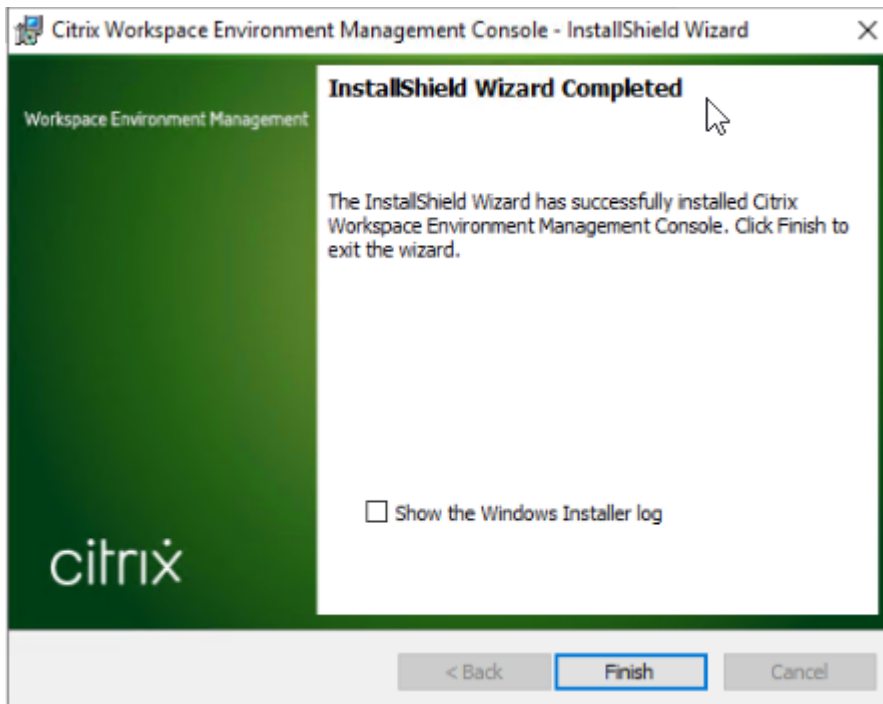 Citrix Workspace Environment Management Console - InstallShield Wizard
InstallShield Wizard Completed
Workspace Environment Management
The InstallShield Wizard has successfully installed Citrix
Workspace Environment Management Console. Click Finish to
exit the wizard.
Show the Windows Installer log
citrix
< Back
Finish
Cancel